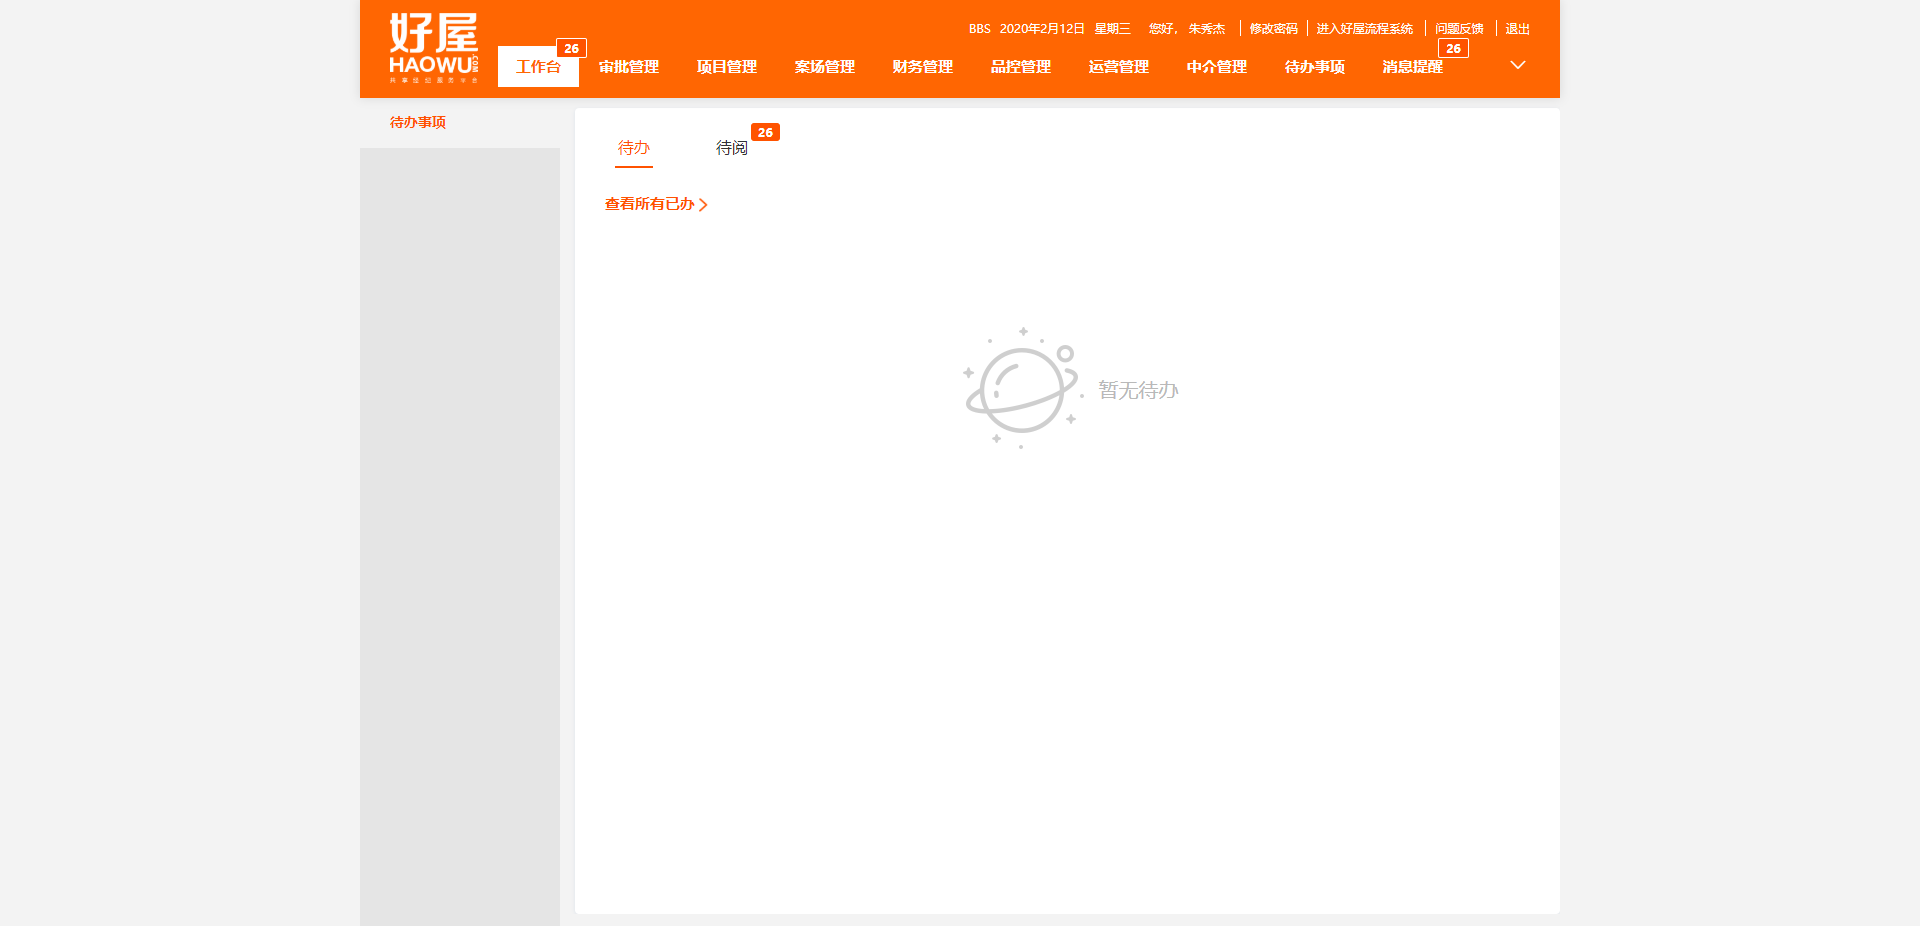 好屋
HAOWU.COM
BBS 2020年2月12日 星期三 您好, 朱秀杰 修改密码 进入好屋流程系统 问题反馈 退出
26 26
工作台 审批管理 项目管理 案场管理 财务管理 品控管理 运营管理 中介管理 待办事项 消息提醒
待办事项
待办 待阅 26
查看所有已办
暂无待办